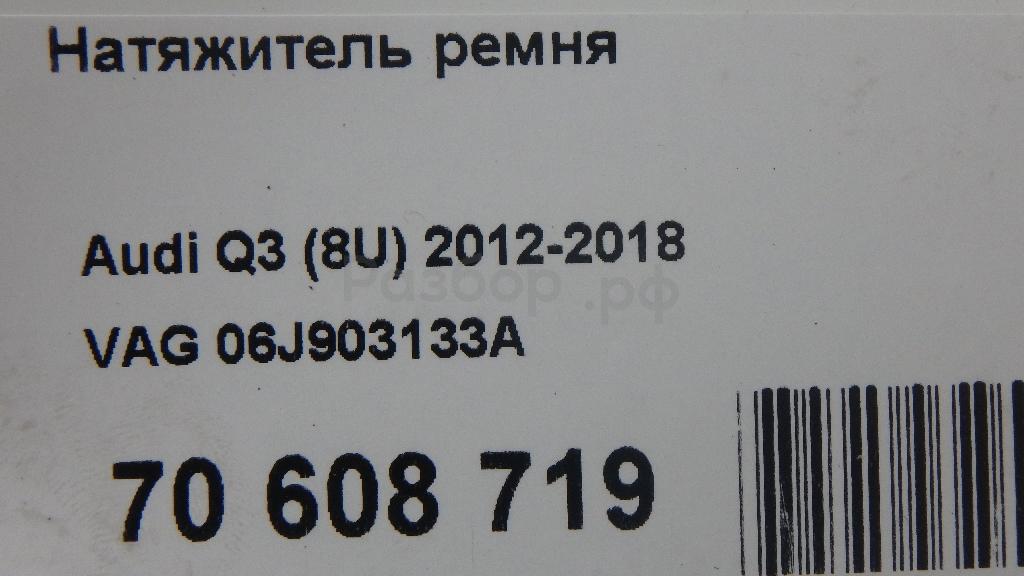 Натяжитель ремня
Audi Q3 (8U) 2012-2018
Разбор.рф
VAG 06J903133A
70 608 719